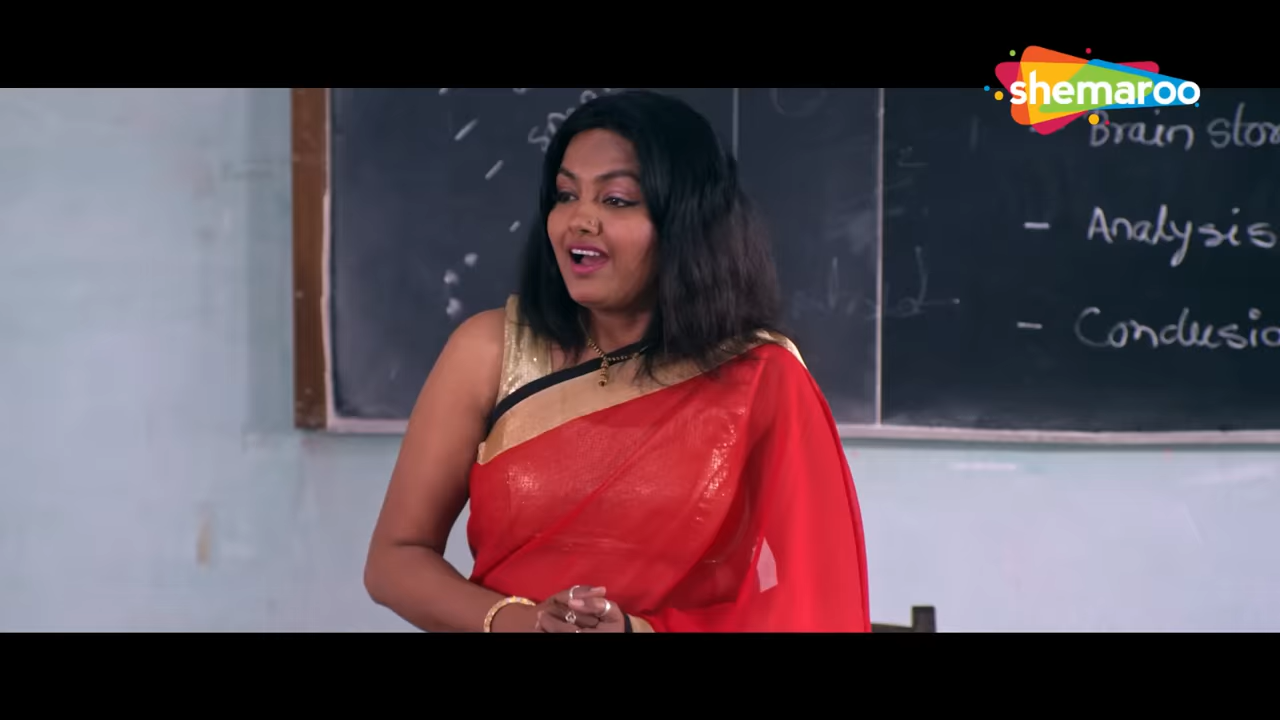 shemaroo
- Brain stor
- Analysis
- Conclusio